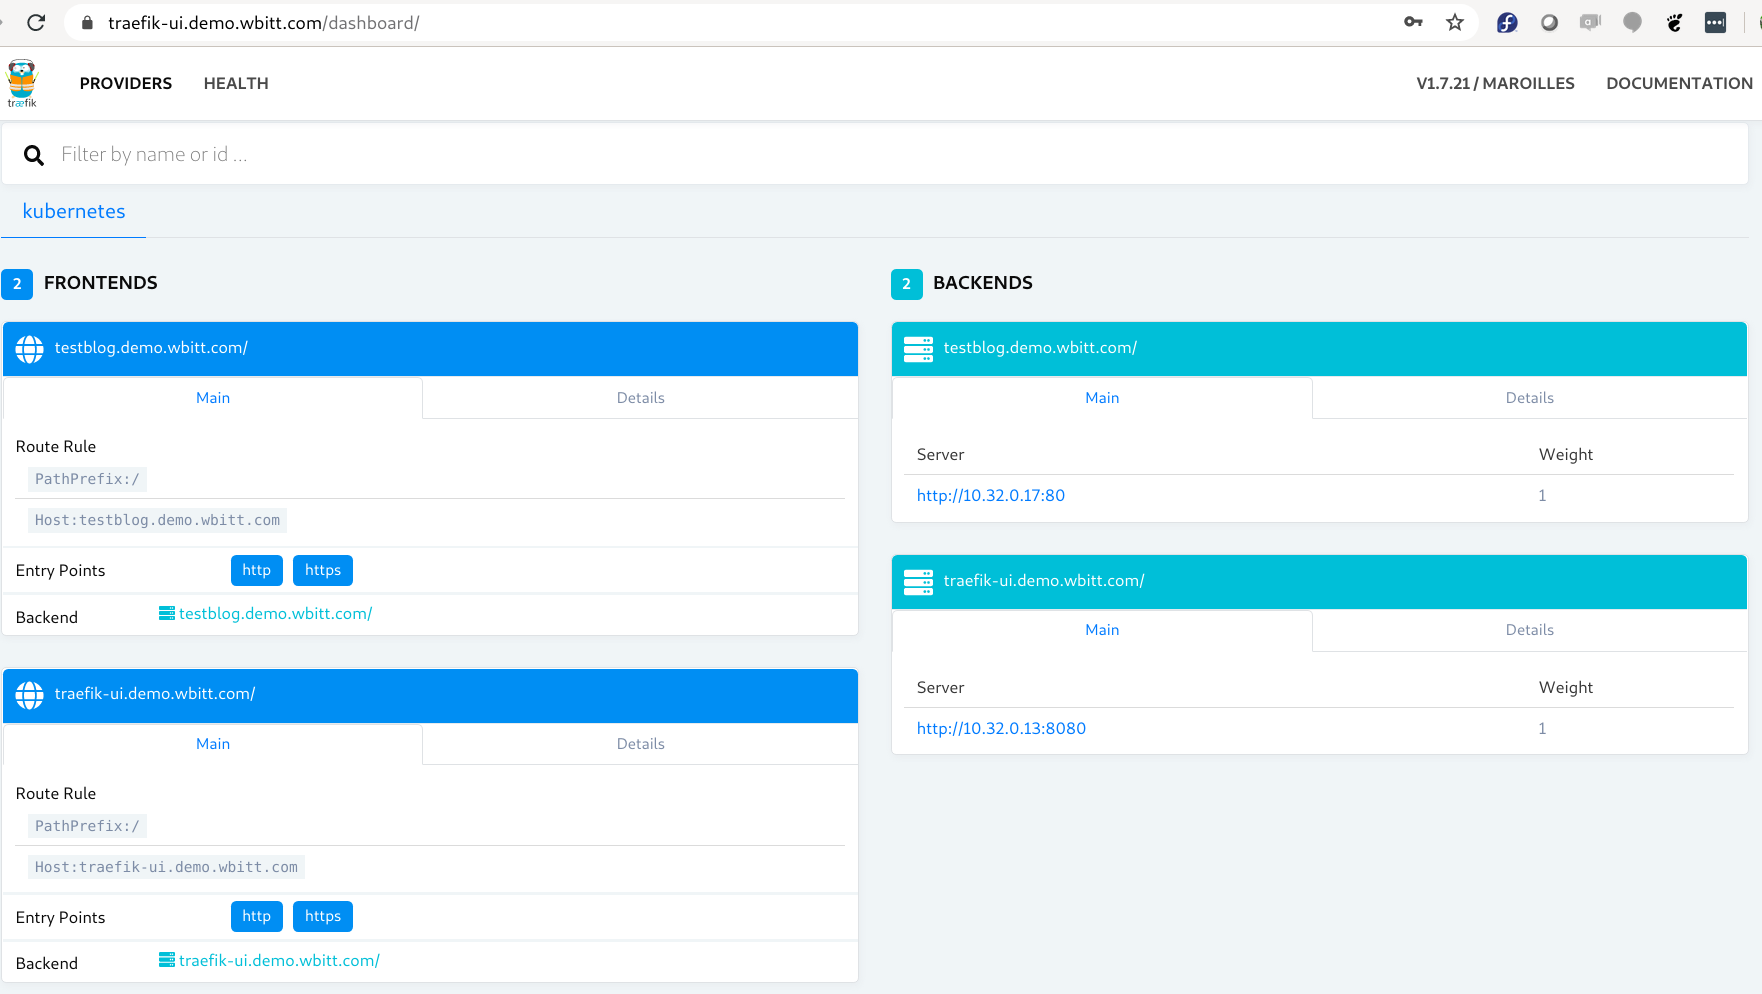 traefik-ui.demo.wbitt.com/dashboard/
træfik
PROVIDERS HEALTH V1.7.21 / MAROILLES DOCUMENTATION
Filter by name or id ...
kubernetes
2 FRONTENDS
testblog.demo.wbitt.com/
Main Details
Route Rule
PathPrefix:/
Host:testblog.demo.wbitt.com
Entry Points http https
Backend testblog.demo.wbitt.com/
traefik-ui.demo.wbitt.com/
Main Details
Route Rule
PathPrefix:/
Host:traefik-ui.demo.wbitt.com
Entry Points http https
Backend traefik-ui.demo.wbitt.com/
2 BACKENDS
testblog.demo.wbitt.com/
Main Details
Server Weight
http://10.32.0.17:80 1
traefik-ui.demo.wbitt.com/
Main Details
Server Weight
http://10.32.0.13:8080 1